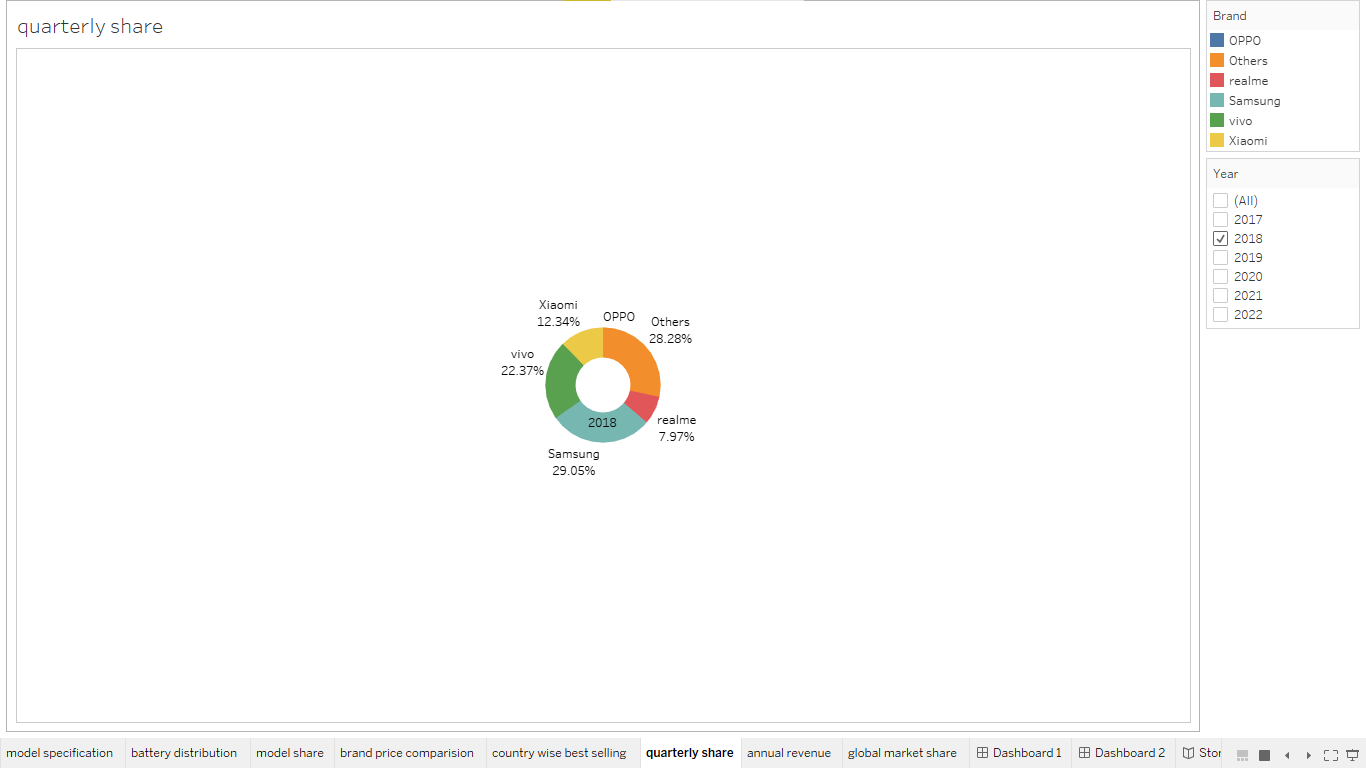 quarterly share
Xiaomi
12.34%
OPPO
Others
28.28%
vivo
22.37%
realme
7.97%
2018
Samsung
29.05%
Brand
OPPO
Others
realme
Samsung
vivo
Xiaomi
Year
(All)
2017
2018
2019
2020
2021
2022
model specification battery distribution model share brand price comparision country wise best selling quarterly share annual revenue global market share Dashboard 1 Dashboard 2 Stor